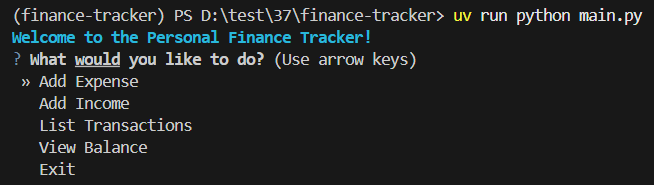 (finance-tracker) PS D:\test\37\finance-tracker> uv run python main.py
Welcome to the Personal Finance Tracker!
? What would you like to do? (Use arrow keys)
» Add Expense
Add Income
List Transactions
View Balance
Exit